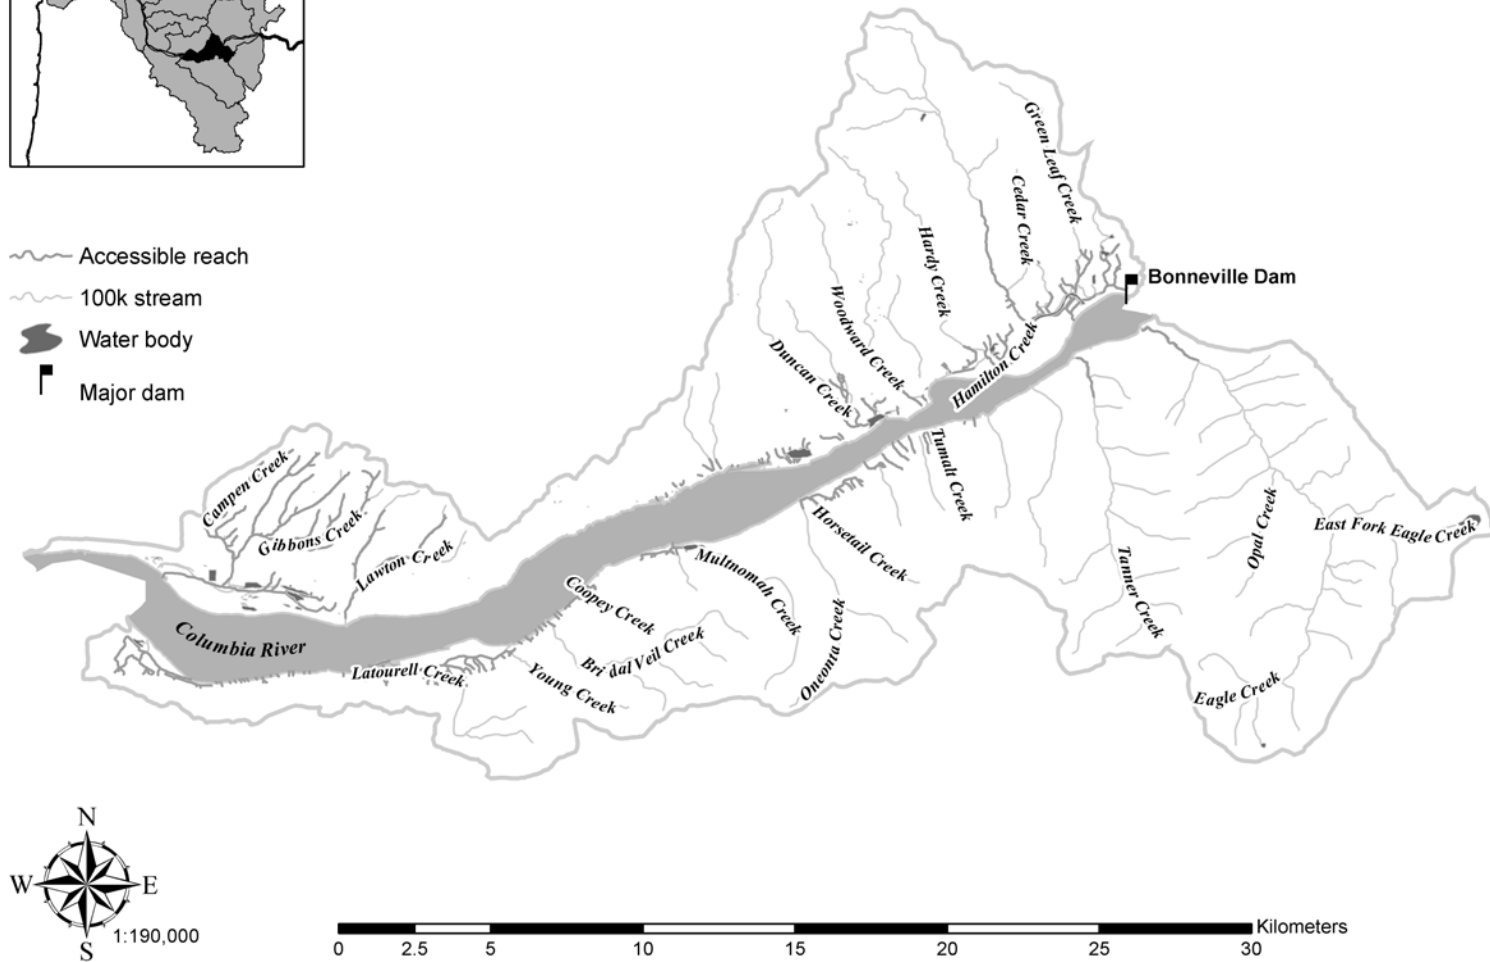 Green Leaf Creek
Cedar Creek
Hardy Creek
Accessible reach
100k stream
Water body
Major dam
Bonneville Dam
Woodward Creek
Duncan Creek
Hamilton Creek
Tumalt Creek
Campen Creek
Gibbons Creek
Lawton Creek
Horsetail Creek
Opal Creek
East Fork Eagle Creek
Multnomah Creek
Tanner Creek
Coopey Creek
Columbia River
Bri dal Veil Creek
Oneonta Creek
Latourell Creek
Young Creek
Eagle Creek
N
W E
S
1:190,000
Kilometers
0 2.5 5 10 15 20 25 30